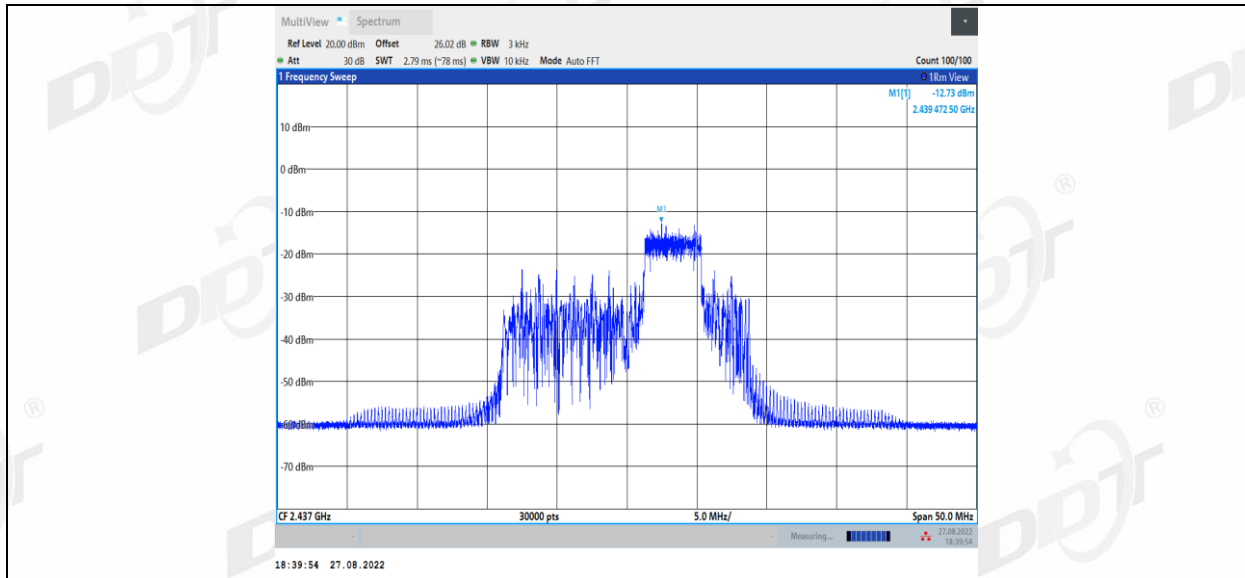 MultiView Spectrum
Ref Level 20.00 dBm Offset 26.02 dB RBW 3 kHz
Att 30 dB SWT 2.79 ms (~78 ms) VBW 10 kHz Mode Auto FFT Count 100/100
1 Frequency Sweep 1Rm View
M1[1] -12.73 dBm
2.439 472 50 GHz
10 dBm
0 dBm
M1
-10 dBm
-20 dBm
-30 dBm
-40 dBm
-50 dBm
-60 dBm
-70 dBm
CF 2.437 GHz 30000 pts 5.0 MHz/ Span 50.0 MHz
Measuring... 27.08.2022
18:39:54
18:39:54 27.08.2022
DDT ®